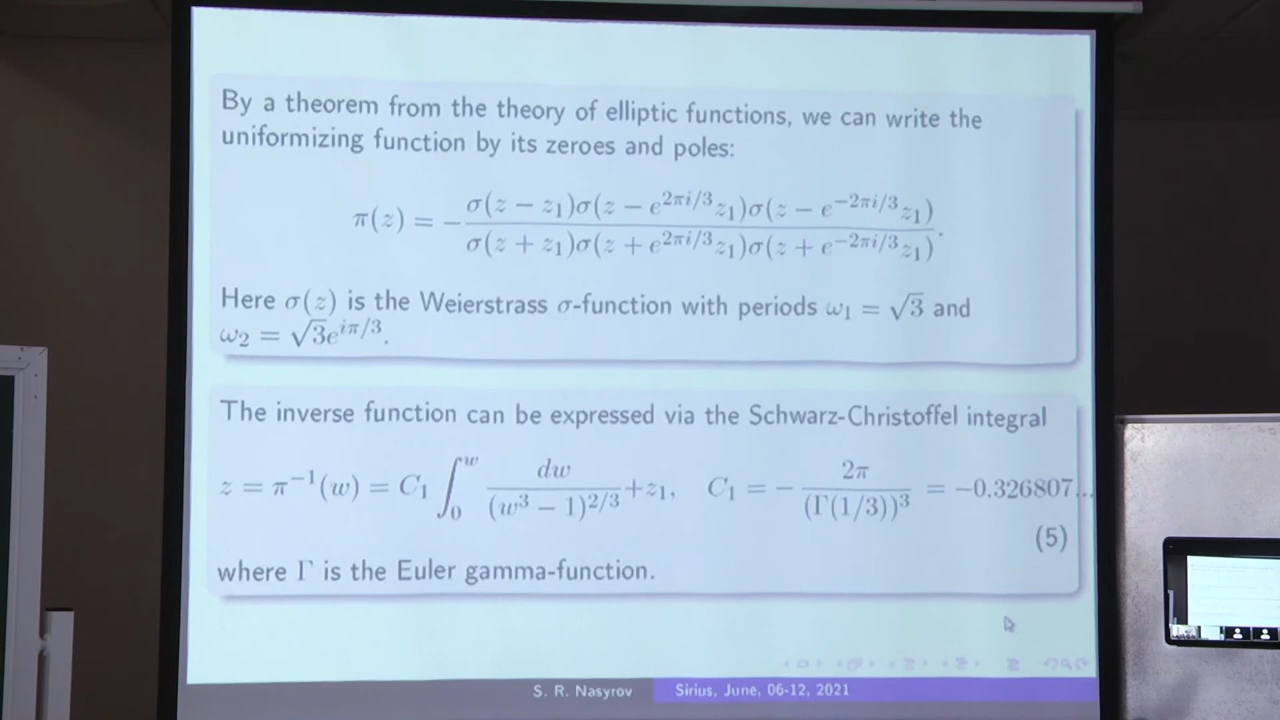 By a theorem from the theory of elliptic functions, we can write the
uniformizing function by its zeroes and poles:
π(z) = − σ(z − z₁)σ(z − e^{2πi/3}z₁)σ(z − e^{−2πi/3}z₁) / σ(z + z₁)σ(z + e^{2πi/3}z₁)σ(z + e^{−2πi/3}z₁) .
Here σ(z) is the Weierstrass σ-function with periods ω₁ = √3 and
ω₂ = √3e^{iπ/3}.
The inverse function can be expressed via the Schwarz-Christoffel integral
z = π⁻¹(w) = C₁ ∫₀^w dw / (w³ − 1)^{2/3} + z₁, C₁ = − 2π / (Γ(1/3))³ = −0.326807...
(5)
where Γ is the Euler gamma-function.
S. R. Nasyrov Sirius, June, 06-12, 2021